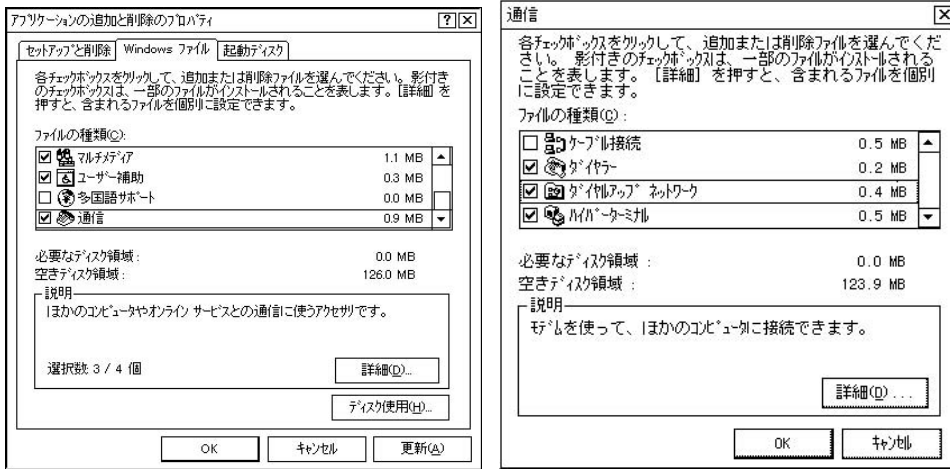 アプリケーションの追加と削除のプロパティ
セットアップと削除
Windows ファイル
起動ディスク
各チェックボックスをクリックして、追加または削除ファイルを選んでください。影付き
のチェックボックスは、一部のファイルがインストールされることを表します。[詳細] を
押すと、含まれるファイルを個別に設定できます。
ファイルの種類(C):
マルチメディア 1.1 MB
ユーザー補助 0.3 MB
多国語サポート 0.0 MB
通信 0.9 MB
必要なディスク領域: 0.0 MB
空きディスク領域: 126.0 MB
説明
ほかのコンピュータやオンライン サービスとの通信に使うアクセサリです。
選択数: 3 / 4 個
詳細(D)...
ディスク使用(H)...
OK
キャンセル
更新(A)
通信
各チェックボックスをクリックして、追加または削除ファイルを選んでくだ
さい。 影付きのチェックボックスは、一部のファイルがインストールされる
ことを表します。 [詳細] を押すと、含まれるファイルを個別
に設定できます。
ファイルの種類(C) :
ケーブル接続 0.5 MB
ダイヤラー 0.2 MB
ダイヤルアップ ネットワーク 0.4 MB
ハイパーターミナル 0.5 MB
必要なディスク領域 : 0.0 MB
空きディスク領域 : 123.9 MB
説明
モデムを使って、ほかのコンピュータに接続できます。
詳細(D) ...
OK
キャンセル